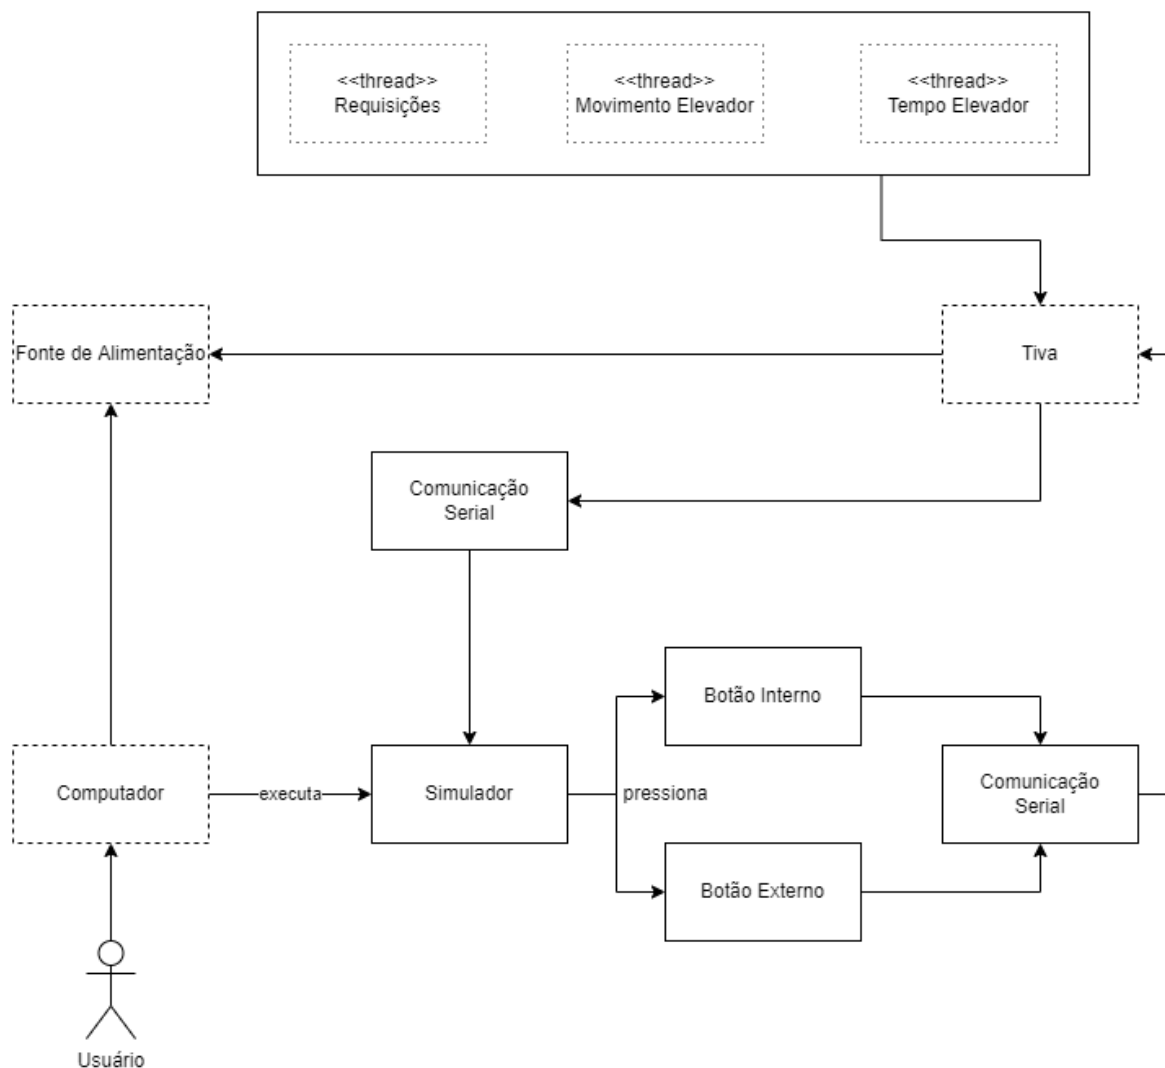 <<thread>>
Requisições
<<thread>>
Movimento Elevador
<<thread>>
Tempo Elevador
Fonte de Alimentação
Tiva
Comunicação
Serial
Botão Interno
Computador
executa
Simulador
pressiona
Comunicação
Serial
Botão Externo
Usuário